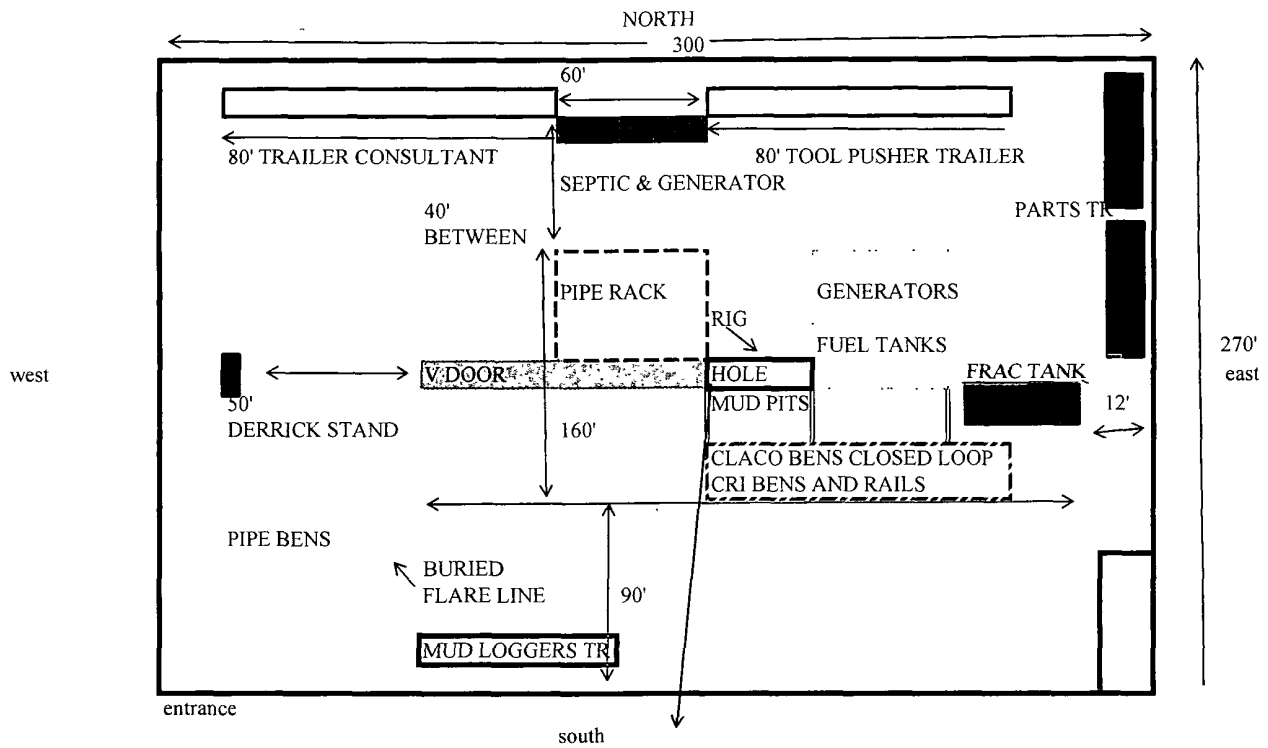 NORTH
300
60'
80' TRAILER CONSULTANT
80' TOOL PUSHER TRAILER
SEPTIC & GENERATOR
40'
BETWEEN
PARTS TR
PIPE RACK
GENERATORS
RIG
FUEL TANKS
270'
east
west
V DOOR
HOLE
FRAC TANK
50'
MUD PITS
12'
DERRICK STAND
160'
CLACO BENS CLOSED LOOP
CRI BENS AND RAILS
PIPE BENS
BURIED
FLARE LINE
90'
MUD LOGGERS TR
entrance
south